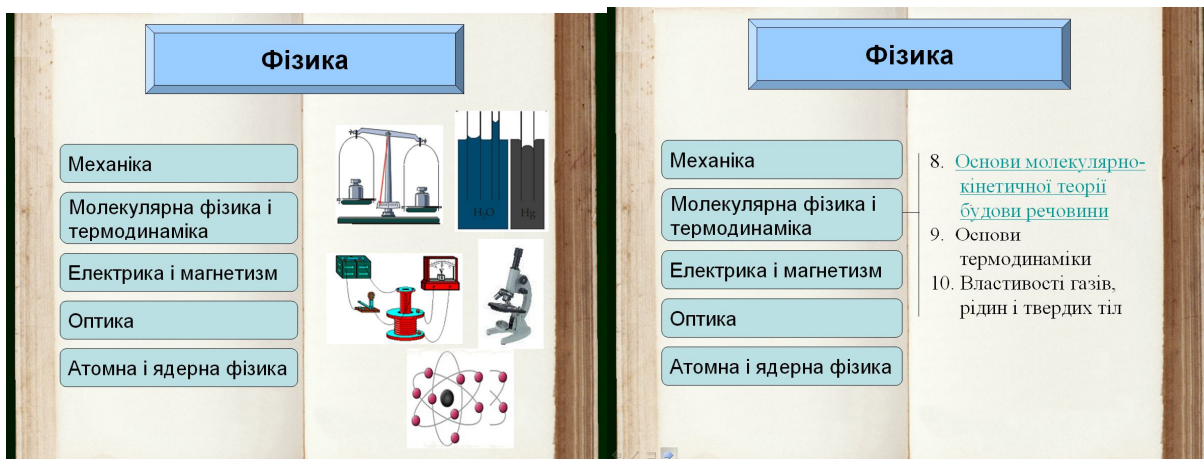 Фізика
Механіка
Молекулярна фізика і
термодинаміка
Електрика і магнетизм
Оптика
Атомна і ядерна фізика
H₂O
Hg
Фізика
Механіка
Молекулярна фізика і
термодинаміка
Електрика і магнетизм
Оптика
Атомна і ядерна фізика
8. Основи молекулярно-
кінетичної теорії
будови речовини
9. Основи
термодинаміки
10. Властивості газів,
рідин і твердих тіл